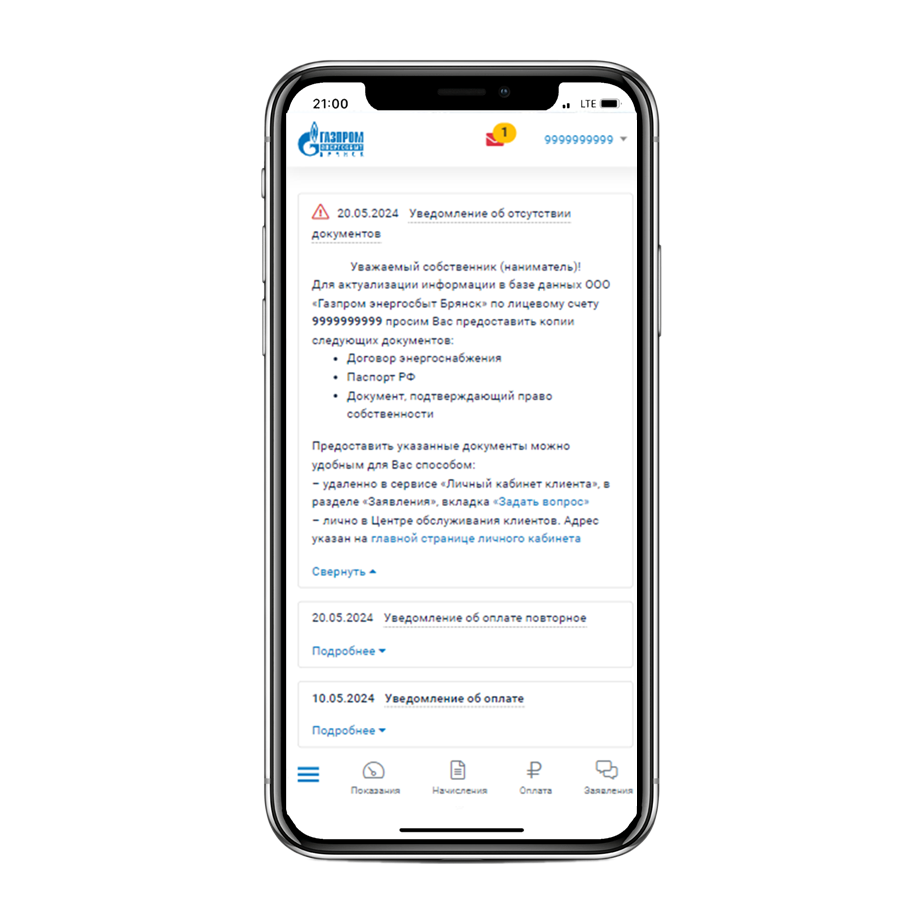 21:00
LTE
ГАЗПРОМ
ЭНЕРГОСБЫТ
БРЯНСК
1
9999999999
20.05.2024 Уведомление об отсутствии
документов
Уважаемый собственник (наниматель)!
Для актуализации информации в базе данных ООО
«Газпром энергосбыт Брянск» по лицевому счету
9999999999 просим Вас предоставить копии
следующих документов:
• Договор энергоснабжения
• Паспорт РФ
• Документ, подтверждающий право
собственности
Предоставить указанные документы можно
удобным для Вас способом:
– удаленно в сервисе «Личный кабинет клиента», в
разделе «Заявления», вкладка «Задать вопрос»
– лично в Центре обслуживания клиентов. Адрес
указан на главной странице личного кабинета
Свернуть
20.05.2024 Уведомление об оплате повторное
Подробнее
10.05.2024 Уведомление об оплате
Подробнее
Показания
Начисления
Оплата
Заявления